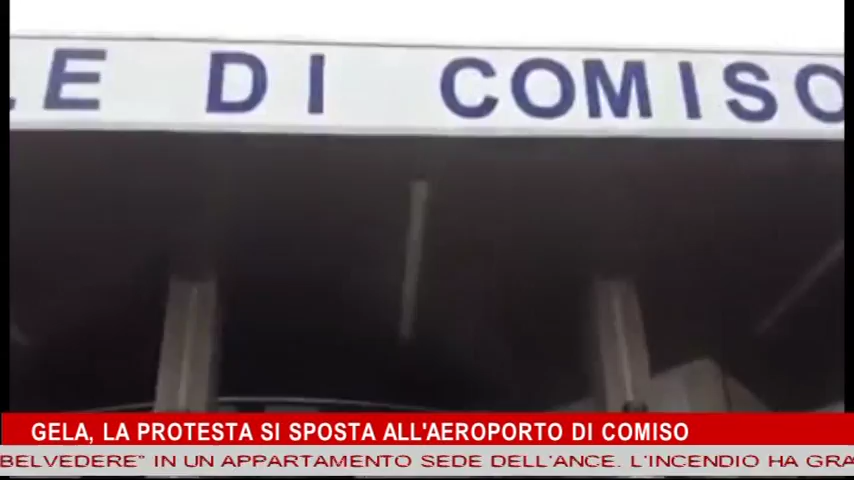 LE DI COMISO
GELA, LA PROTESTA SI SPOSTA ALL'AEROPORTO DI COMISO
BELVEDERE" IN UN APPARTAMENTO SEDE DELL'ANCE. L'INCENDIO HA GRA